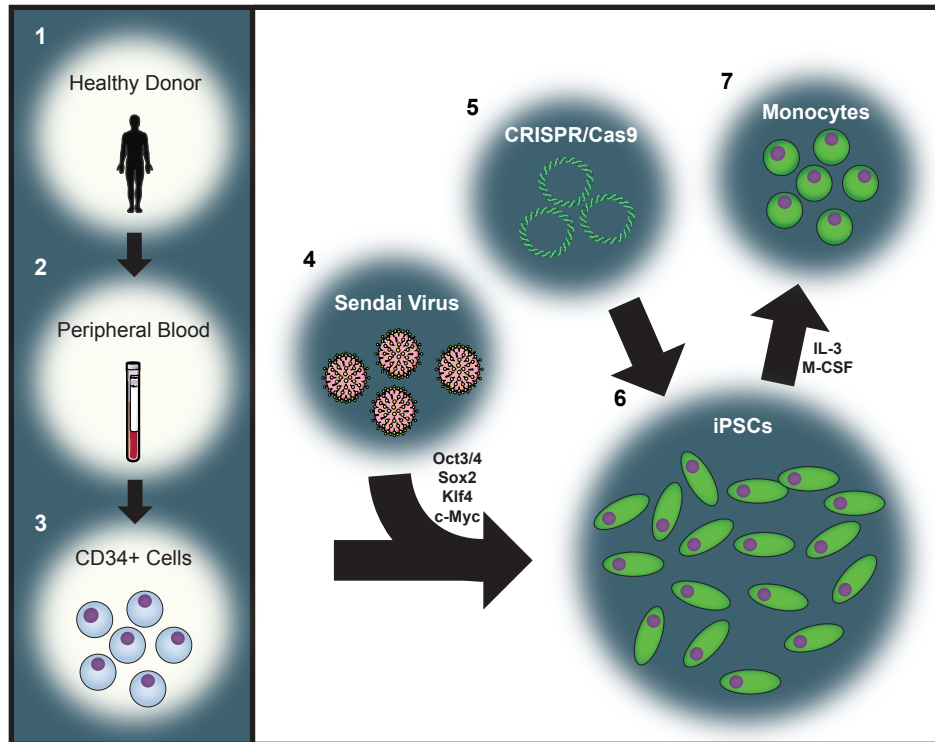 1
Healthy Donor
2
Peripheral Blood
3
CD34+ Cells
4
Sendai Virus
Oct3/4
Sox2
Klf4
c-Myc
5
CRISPR/Cas9
6
iPSCs
7
Monocytes
IL-3
M-CSF